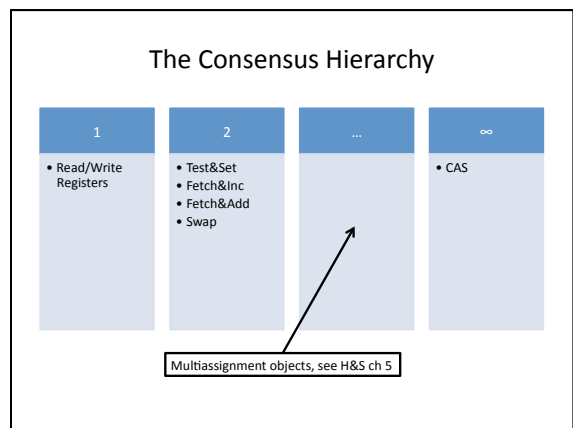 The Consensus Hierarchy
1
• Read/Write
Registers
2
• Test&Set
• Fetch&Inc
• Fetch&Add
• Swap
...
∞
• CAS
Multiassignment objects, see H&S ch 5